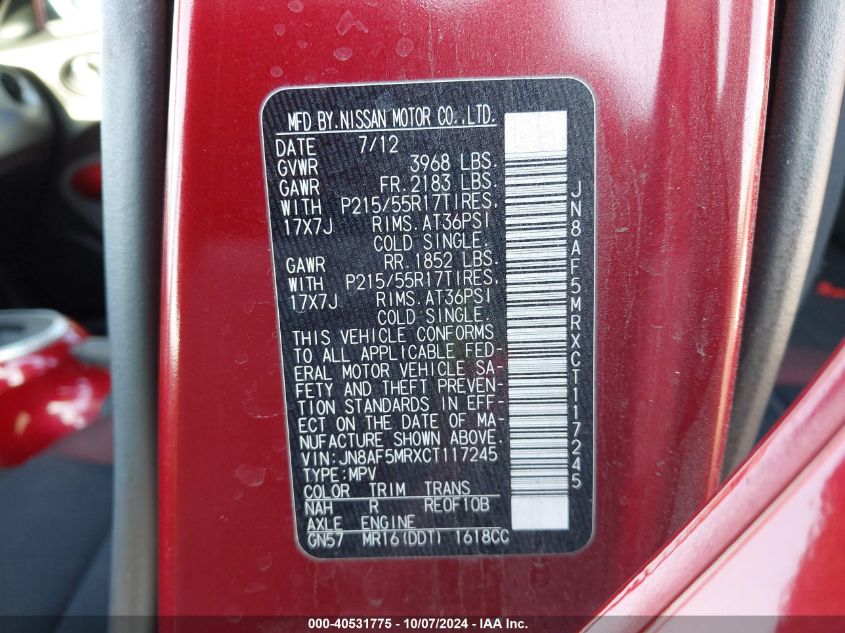 MFD BY.NISSAN MOTOR CO.,LTD.
DATE 7/12
GVWR 3968 LBS.
GAWR FR.2183 LBS.
WITH P215/55R17TIRES.
17X7J RIMS.AT36PSI
COLD SINGLE.
GAWR RR.1852 LBS.
WITH P215/55R17TIRES.
17X7J RIMS.AT36PSI
COLD SINGLE.
THIS VEHICLE CONFORMS
TO ALL APPLICABLE FED-
ERAL MOTOR VEHICLE SA-
FETY AND THEFT PREVEN-
TION STANDARDS IN EFF-
ECT ON THE DATE OF MA-
NUFACTURE SHOWN ABOVE.
VIN:JN8AF5MRXCT117245
TYPE:MPV
COLOR TRIM TRANS
NAH R RE0F10B
AXLE ENGINE
GN57 MR16(DDT) 1618CC
JN8AF5MRXCT117245
000-40531775 - 10/07/2024 - IAA Inc.